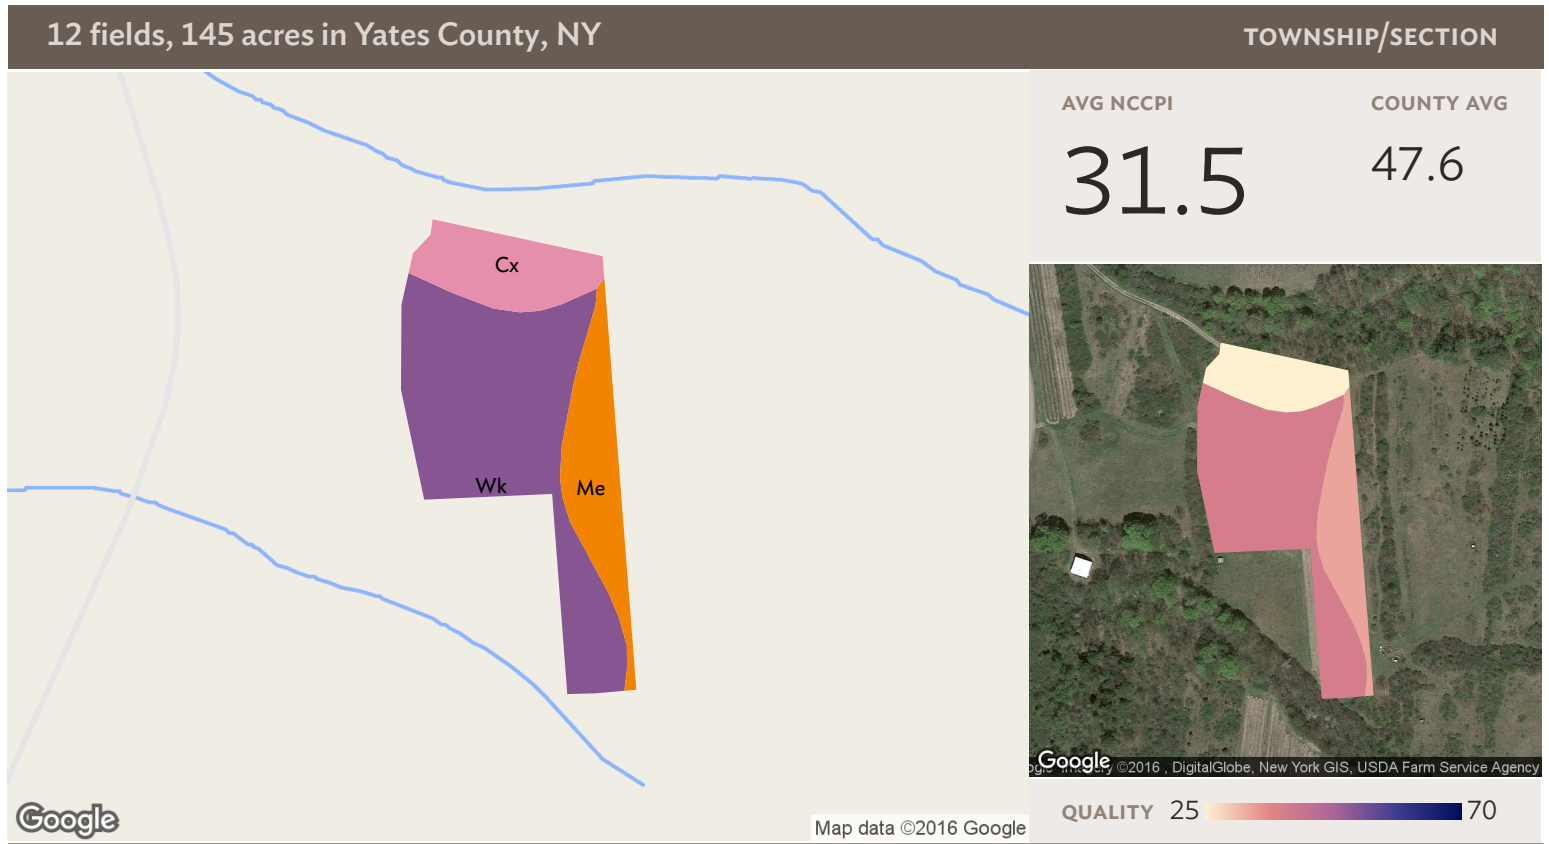 12 fields, 145 acres in Yates County, NY
TOWNSHIP/SECTION
AVG NCCPI
COUNTY AVG
31.5
47.6
Cx
Wk
Me
Google
Map data ©2016 Google
Google
©2016 , DigitalGlobe, New York GIS, USDA Farm Service Agency
QUALITY 25 70